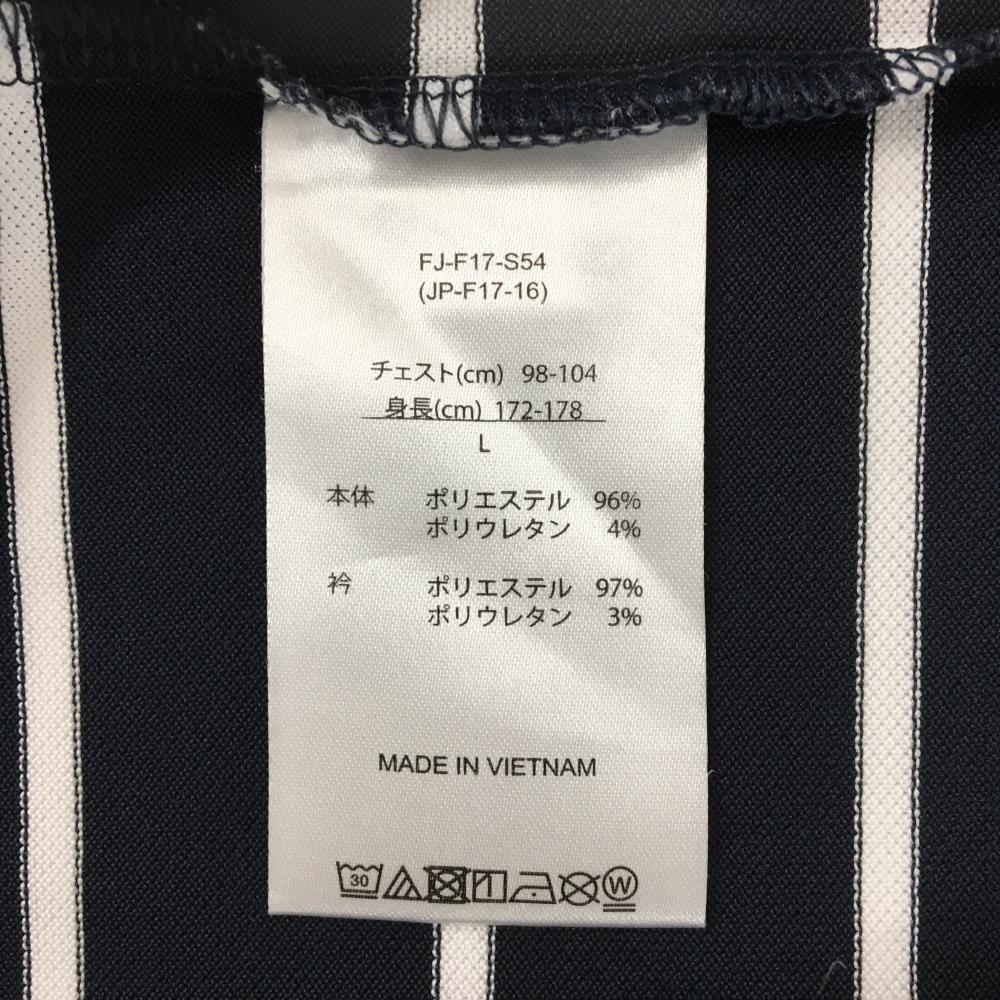 FJ-F17-S54
(JP-F17-16)
チェスト(cm) 98-104
身長(cm) 172-178
L
本体 ポリエステル 96%
ポリウレタン 4%
衿 ポリエステル 97%
ポリウレタン 3%
MADE IN VIETNAM
30 W